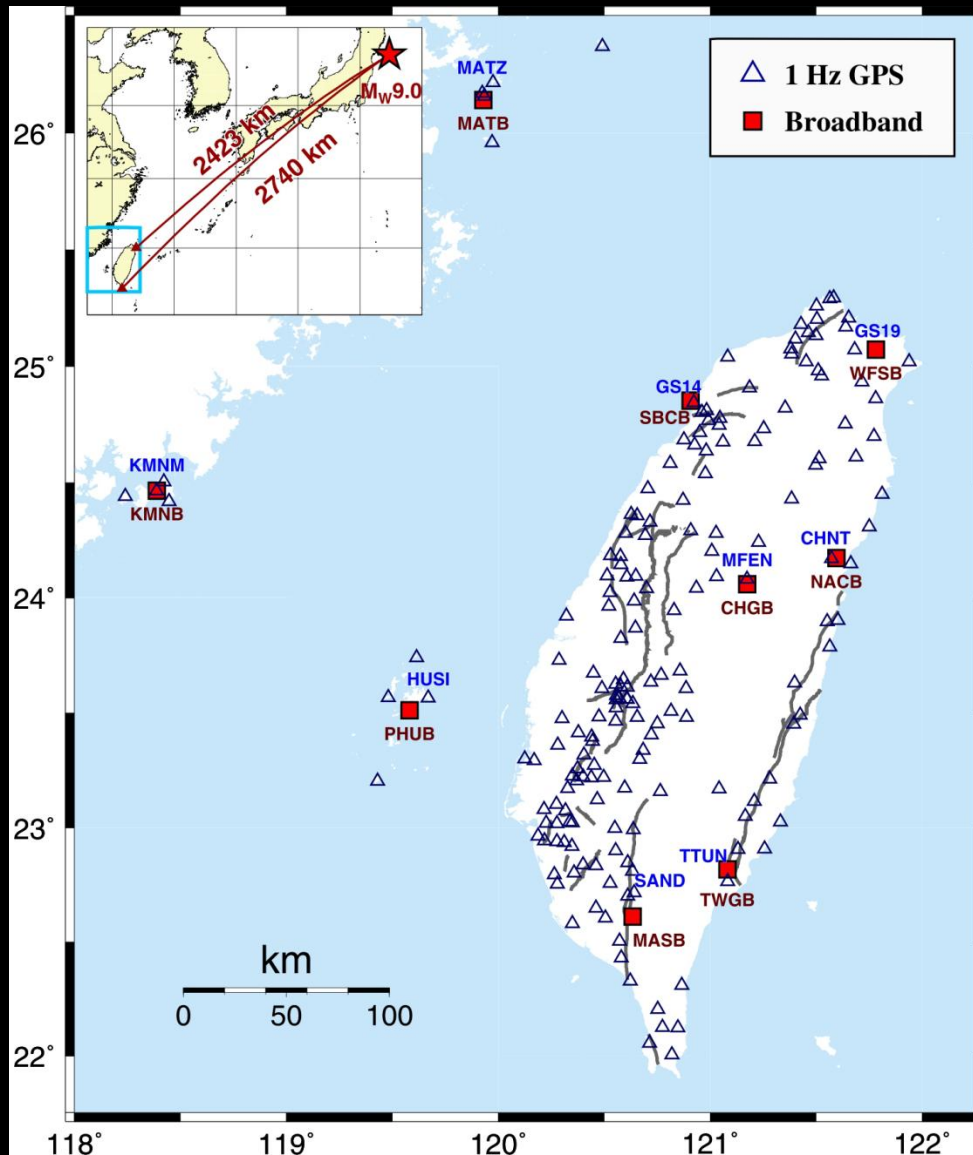 1 Hz GPS
Broadband
Mw9.0
2423 km
2740 km
MATZ
MATB
GS19
WFSB
GS14
SBCB
KMNM
KMNB
CHNT
NACB
MFEN
CHGB
HUSI
PHUB
TTUN
TWGB
SAND
MASB
km
0 50 100
26°
25°
24°
23°
22°
118° 119° 120° 121° 122°